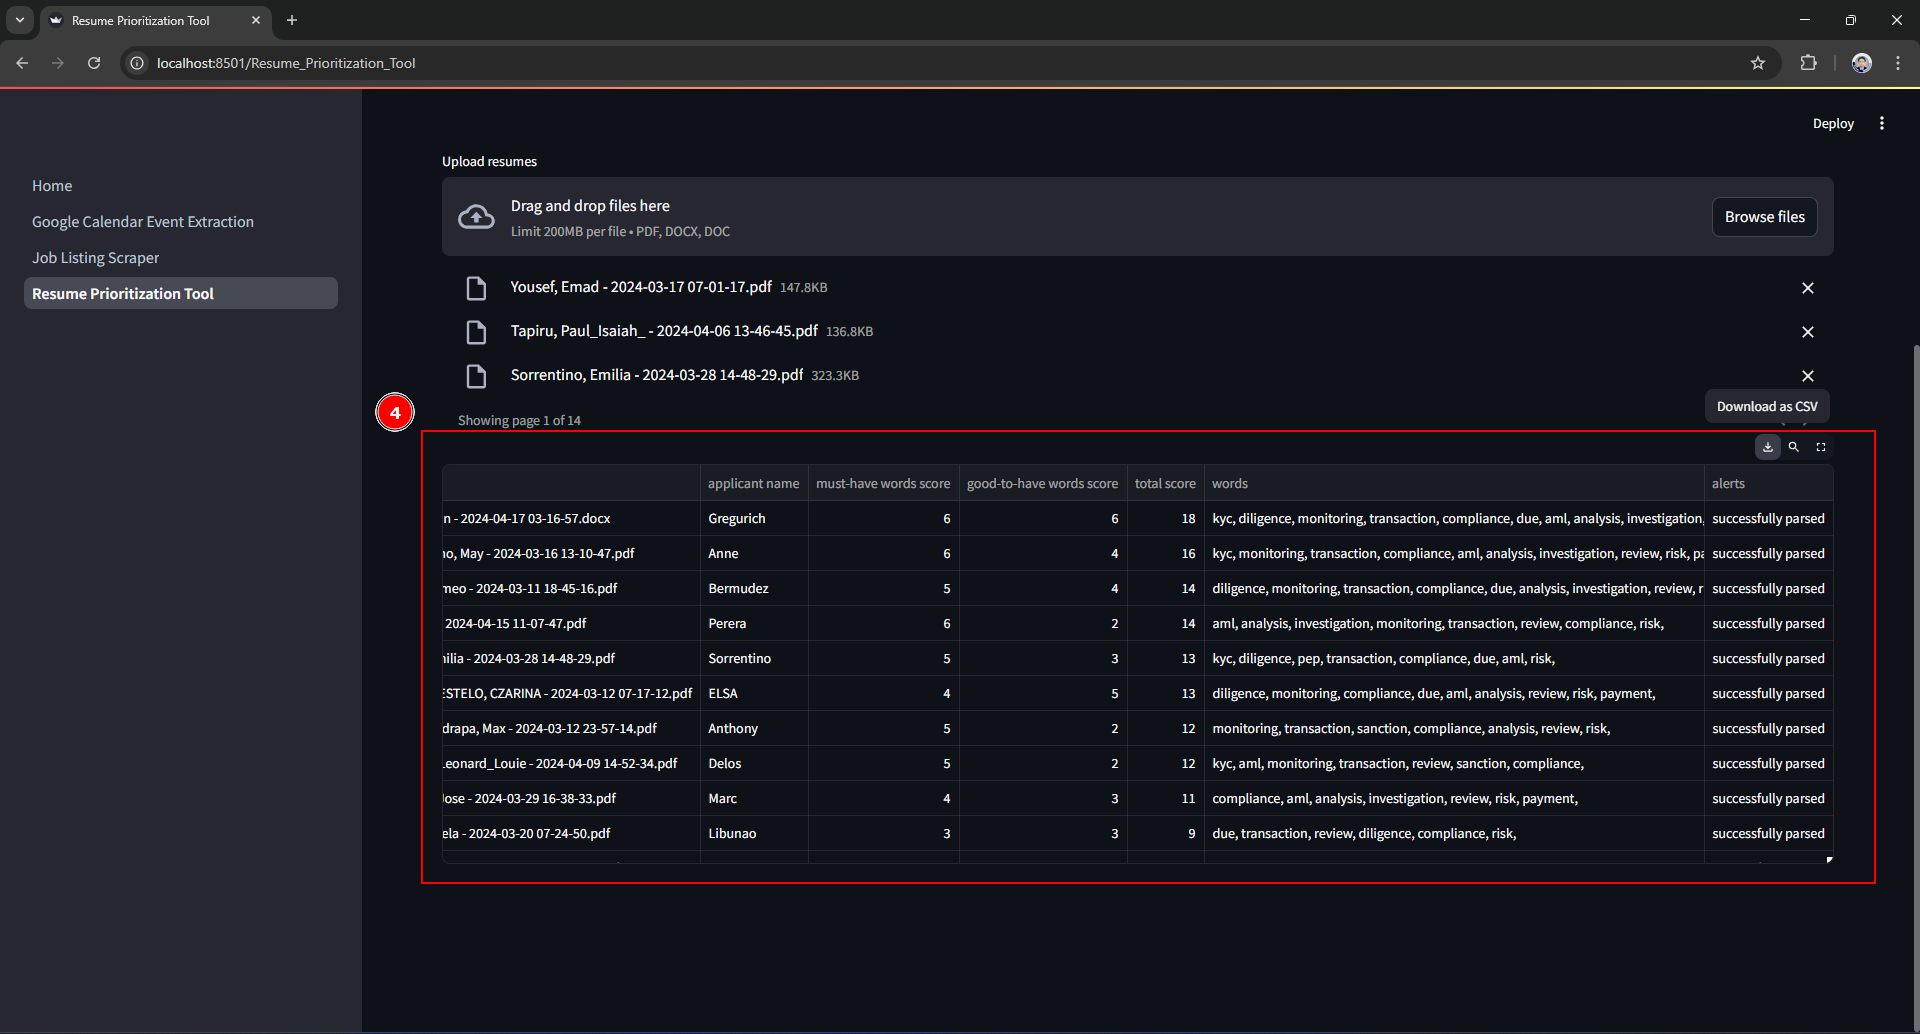 Resume Prioritization Tool
localhost:8501/Resume_Prioritization_Tool
Deploy
Home
Google Calendar Event Extraction
Job Listing Scraper
Resume Prioritization Tool
Upload resumes
Drag and drop files here
Limit 200MB per file • PDF, DOCX, DOC
Browse files
Yousef, Emad - 2024-03-17 07-01-17.pdf 147.8KB
Tapiru, Paul_Isaiah_ - 2024-04-06 13-46-45.pdf 136.8KB
Sorrentino, Emilia - 2024-03-28 14-48-29.pdf 323.3KB
Download as CSV
4
Showing page 1 of 14
applicant name must-have words score good-to-have words score total score words alerts
n - 2024-04-17 03-16-57.docx Gregurich 6 6 18 kyc, diligence, monitoring, transaction, compliance, due, aml, analysis, investigation, successfully parsed
no, May - 2024-03-16 13-10-47.pdf Anne 6 4 16 kyc, monitoring, transaction, compliance, aml, analysis, investigation, review, risk, pa successfully parsed
meo - 2024-03-11 18-45-16.pdf Bermudez 5 4 14 diligence, monitoring, transaction, compliance, due, analysis, investigation, review, r successfully parsed
2024-04-15 11-07-47.pdf Perera 6 2 14 aml, analysis, investigation, monitoring, transaction, review, compliance, risk, successfully parsed
nilia - 2024-03-28 14-48-29.pdf Sorrentino 5 3 13 kyc, diligence, pep, transaction, compliance, due, aml, risk, successfully parsed
ESTELO, CZARINA - 2024-03-12 07-17-12.pdf ELSA 4 5 13 diligence, monitoring, compliance, due, aml, analysis, review, risk, payment, successfully parsed
drapa, Max - 2024-03-12 23-57-14.pdf Anthony 5 2 12 monitoring, transaction, sanction, compliance, analysis, review, risk, successfully parsed
Leonard_Louie - 2024-04-09 14-52-34.pdf Delos 5 2 12 kyc, aml, monitoring, transaction, review, sanction, compliance, successfully parsed
Jose - 2024-03-29 16-38-33.pdf Marc 4 3 11 compliance, aml, analysis, investigation, review, risk, payment, successfully parsed
ela - 2024-03-20 07-24-50.pdf Libunao 3 3 9 due, transaction, review, diligence, compliance, risk, successfully parsed